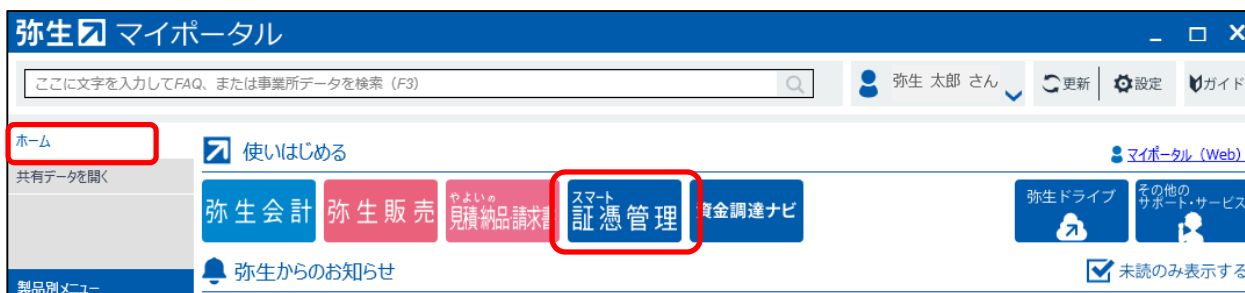 弥生 マイポータル
ここに文字を入力してFAQ、または事業所データを検索（F3）
弥生 太郎 さん
更新
設定
ガイド
ホーム
共有データを開く
製品別メニュー
使いはじめる
マイポータル（Web）
弥生会計
弥生販売
やよいの
見積・納品・請求書
スマート
証憑管理
資金調達ナビ
弥生ドライブ
その他の
サポート・サービス
弥生からのお知らせ
未読のみ表示する